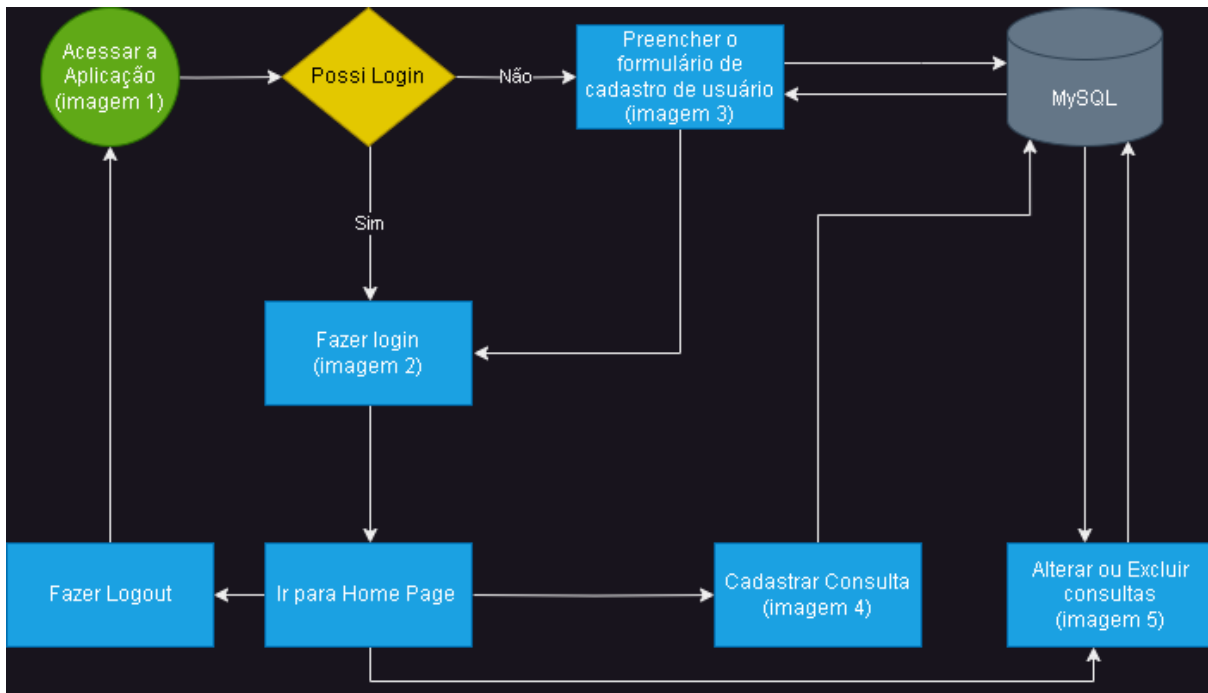 Acessar a
Aplicação
(imagem 1)
Possi Login
Não
Preencher o
formulário de
cadastro de usuário
(imagem 3)
MySQL
Sim
Fazer login
(imagem 2)
Fazer Logout
Ir para Home Page
Cadastrar Consulta
(imagem 4)
Alterar ou Excluir
consultas
(imagem 5)